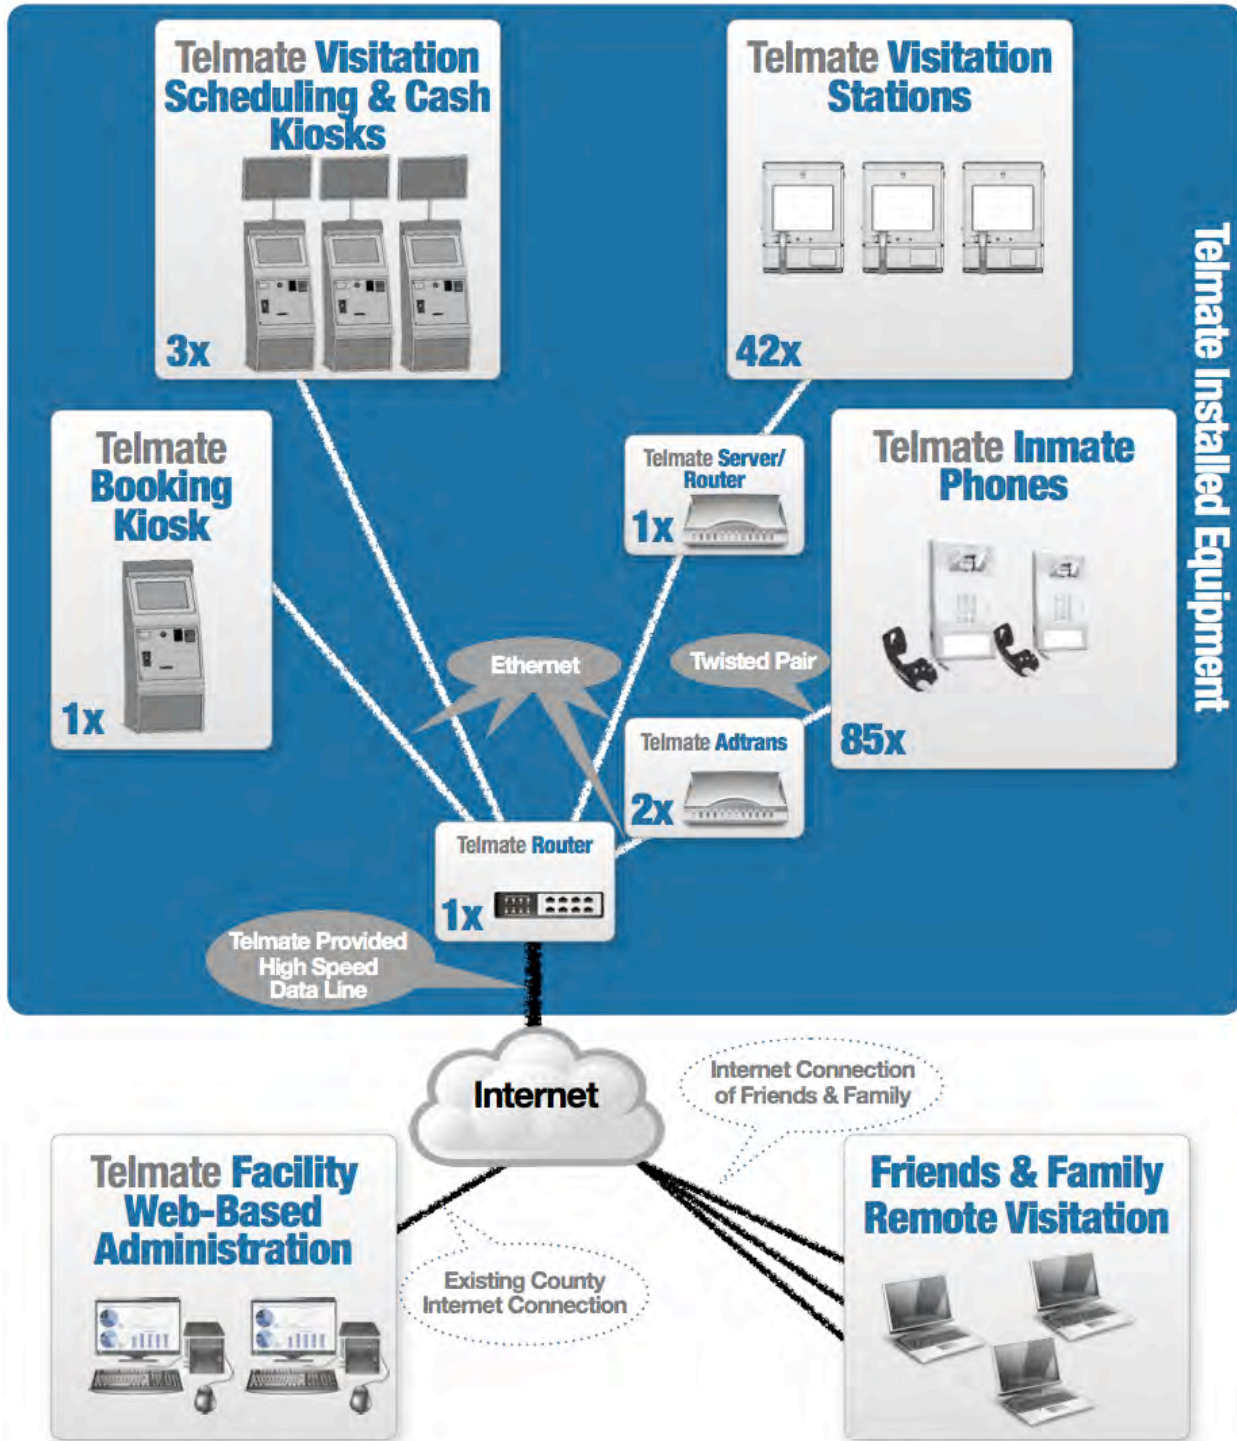 Telmate Visitation
Scheduling & Cash
Kiosks
3x
Telmate Visitation
Stations
42x
Telmate Installed Equipment
Telmate
Booking
Kiosk
1x
Telmate Server/
Router
1x
Telmate Inmate
Phones
85x
Ethernet
Twisted Pair
Telmate Adtrans
2x
Telmate Router
1x
Telmate Provided
High Speed
Data Line
Internet
Internet Connection
of Friends & Family
Telmate Facility
Web-Based
Administration
Existing County
Internet Connection
Friends & Family
Remote Visitation